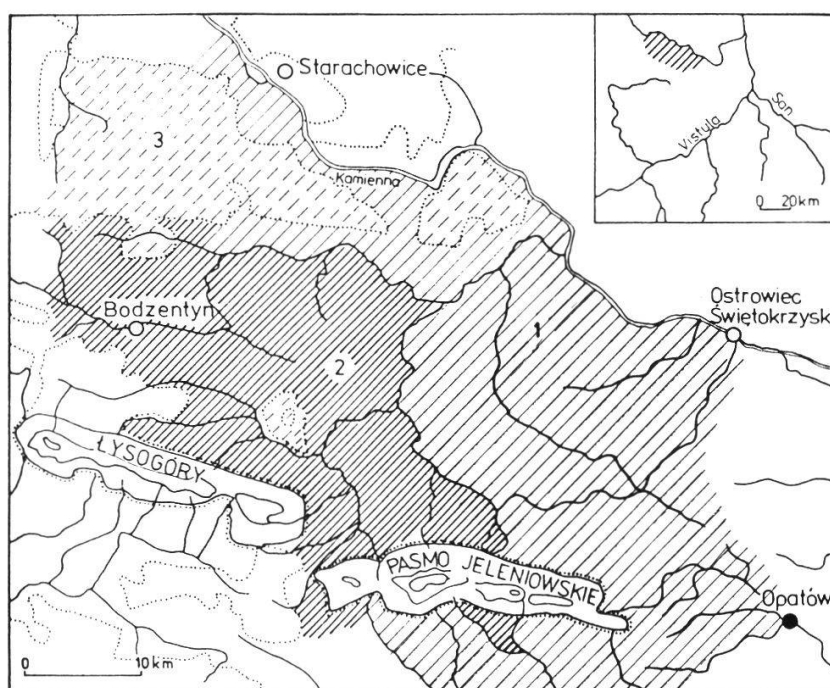 Starachowice
3
Kamienna
Vistula
San
0 20km
Bodzentyn
1
Ostrowiec
Świętokrzysk
2
ŁYSOGÓRY
PASMO JELENIOWSKIE
Opatów
0 10 km